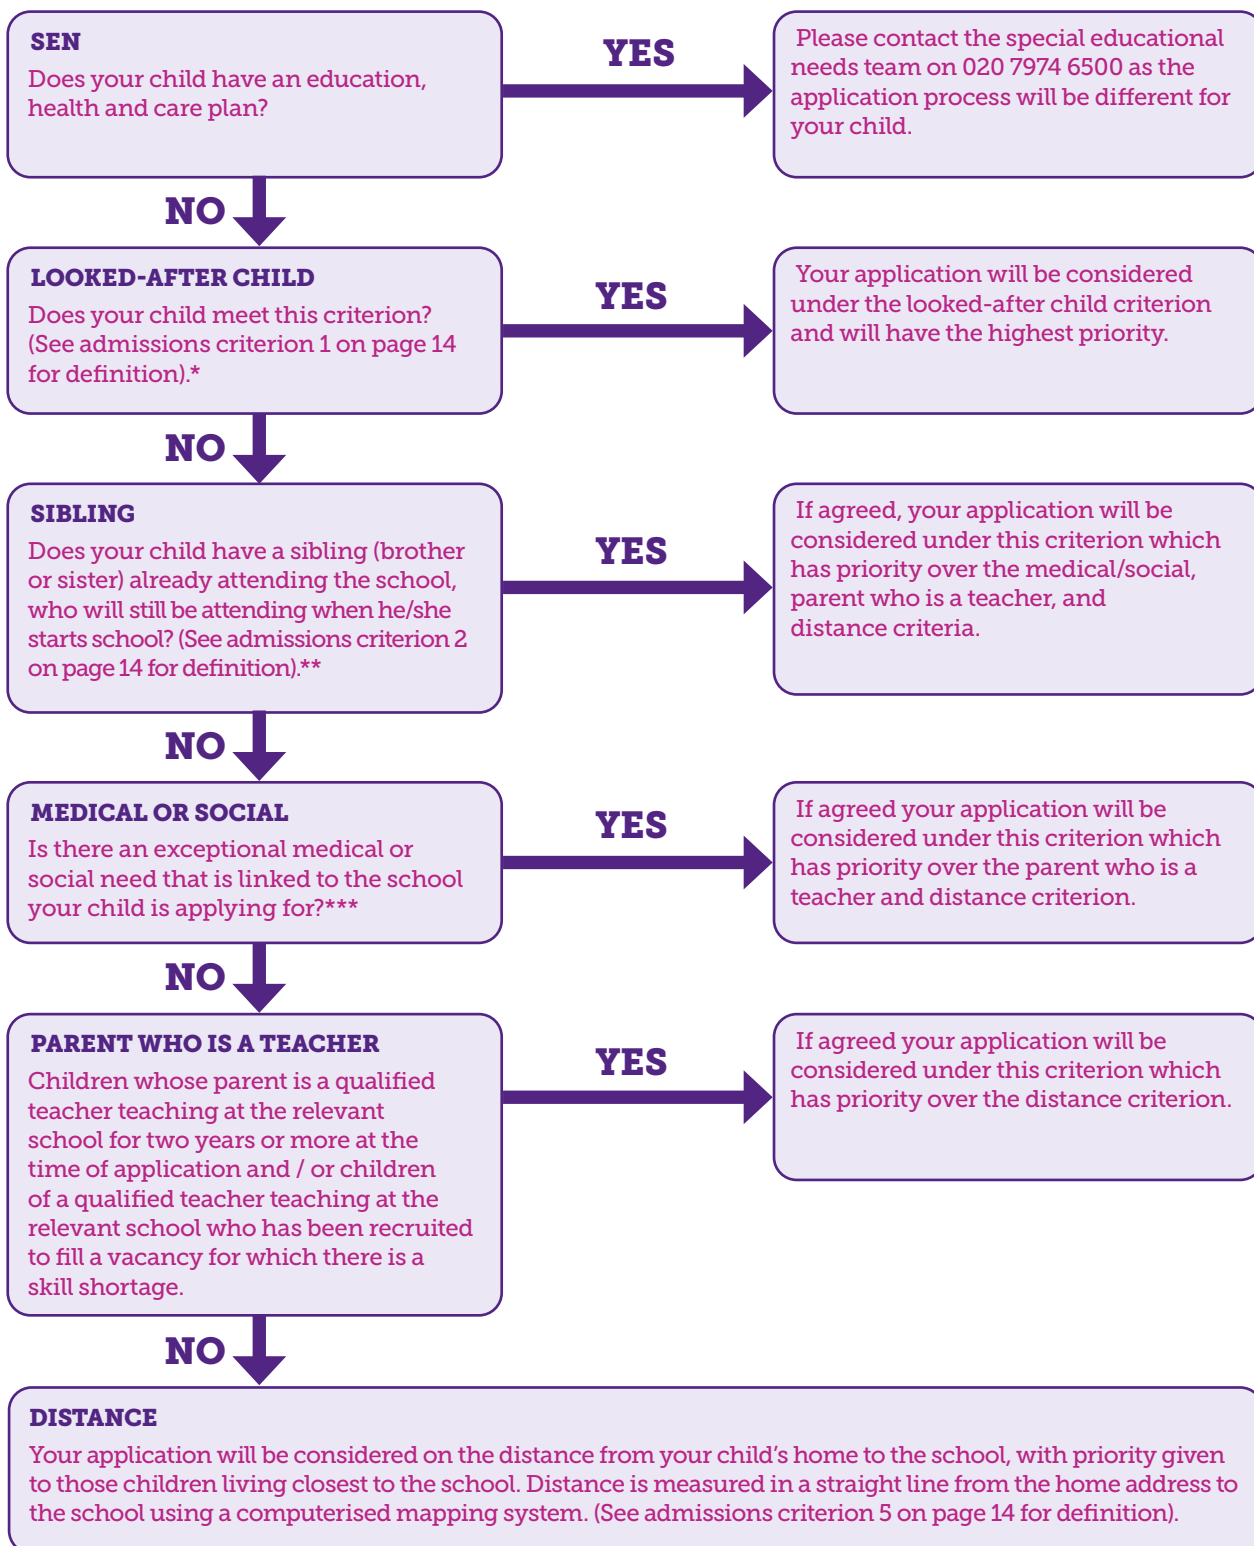 SEN
Does your child have an education,
health and care plan?
YES
Please contact the special educational
needs team on 020 7974 6500 as the
application process will be different for
your child.
NO
LOOKED-AFTER CHILD
Does your child meet this criterion?
(See admissions criterion 1 on page 14
for definition).*
YES
Your application will be considered
under the looked-after child criterion
and will have the highest priority.
NO
SIBLING
Does your child have a sibling (brother
or sister) already attending the school,
who will still be attending when he/she
starts school? (See admissions criterion 2
on page 14 for definition).**
YES
If agreed, your application will be
considered under this criterion which
has priority over the medical/social,
parent who is a teacher, and
distance criteria.
NO
MEDICAL OR SOCIAL
Is there an exceptional medical or
social need that is linked to the school
your child is applying for?***
YES
If agreed your application will be
considered under this criterion which
has priority over the parent who is a
teacher and distance criterion.
NO
PARENT WHO IS A TEACHER
Children whose parent is a qualified
teacher teaching at the relevant
school for two years or more at the
time of application and / or children
of a qualified teacher teaching at the
relevant school who has been recruited
to fill a vacancy for which there is a
skill shortage.
YES
If agreed your application will be
considered under this criterion which
has priority over the distance criterion.
NO
DISTANCE
Your application will be considered on the distance from your child's home to the school, with priority given
to those children living closest to the school. Distance is measured in a straight line from the home address to
the school using a computerised mapping system. (See admissions criterion 5 on page 14 for definition).